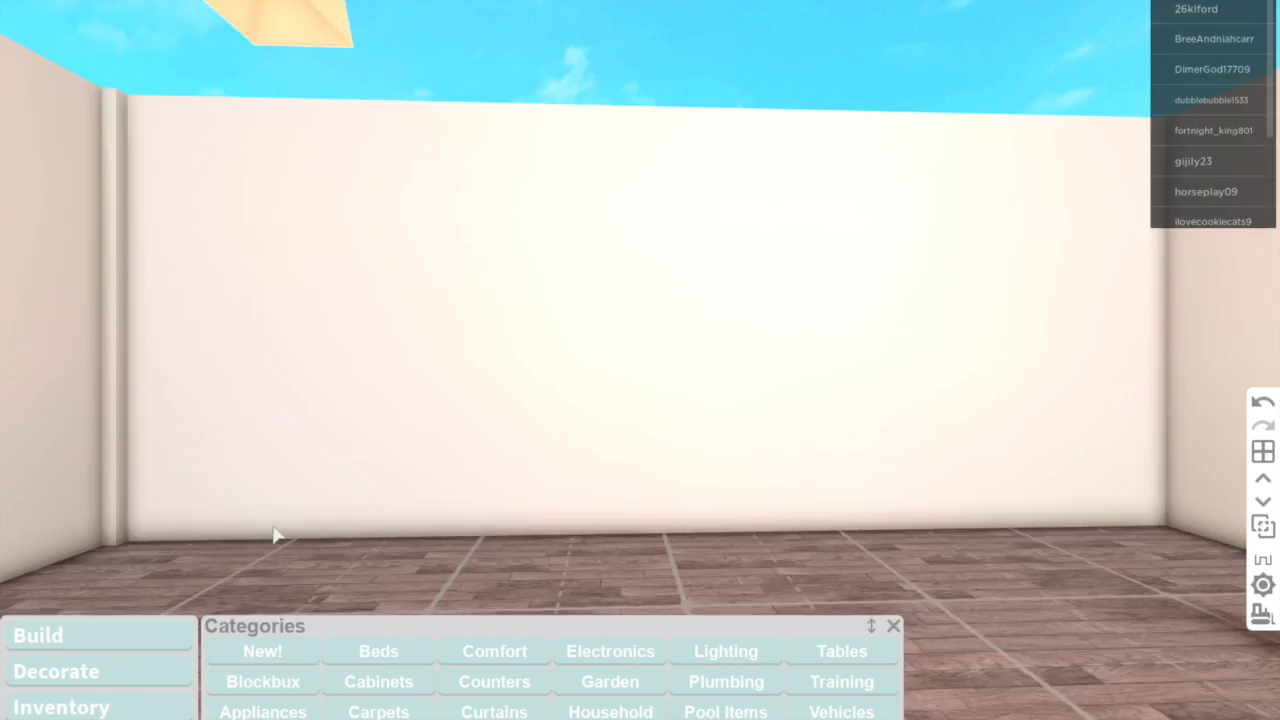 26klford
BreeAndniahcarr
DimerGod17709
dubblebubble1533
fortnight_king801
gijily23
horseplay09
ilovecookiecats9
Build
Decorate
Inventory
Categories
New! Beds Comfort Electronics Lighting Tables
Blockbux Cabinets Counters Garden Plumbing Training
Appliances Carpets Curtains Household Pool Items Vehicles